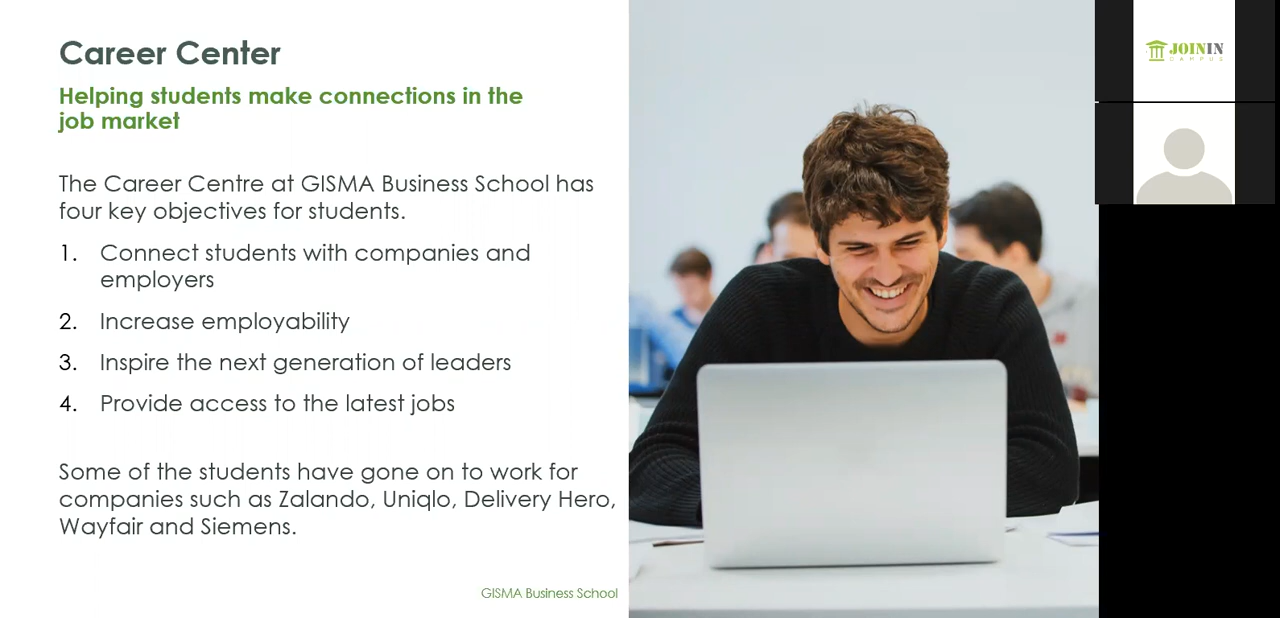 Career Center
Helping students make connections in the
job market
The Career Centre at GISMA Business School has
four key objectives for students.
1. Connect students with companies and
employers
2. Increase employability
3. Inspire the next generation of leaders
4. Provide access to the latest jobs
Some of the students have gone on to work for
companies such as Zalando, Uniqlo, Delivery Hero,
Wayfair and Siemens.
GISMA Business School
JOININ
CAMPUS